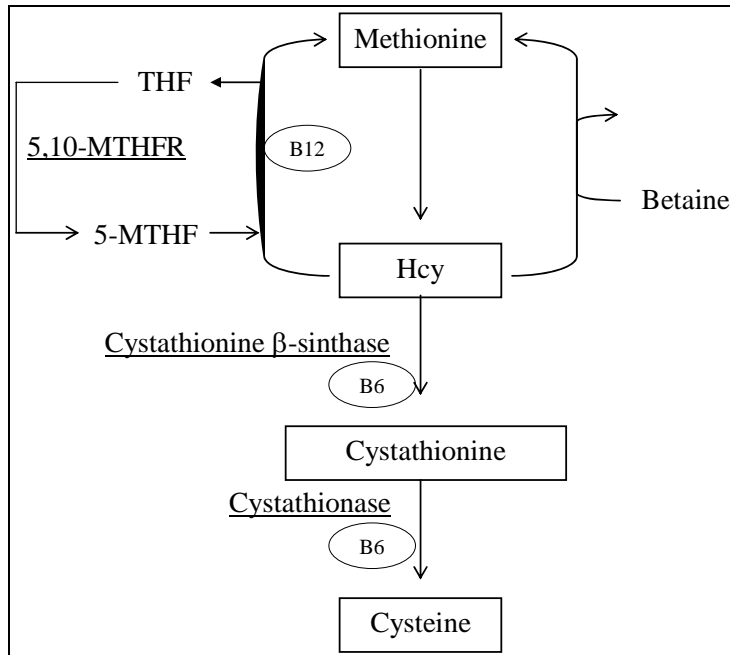 Methionine
THF
5,10-MTHFR
B12
Betaine
5-MTHF
Hcy
Cystathionine β-sinthase
B6
Cystathionine
Cystathionase
B6
Cysteine